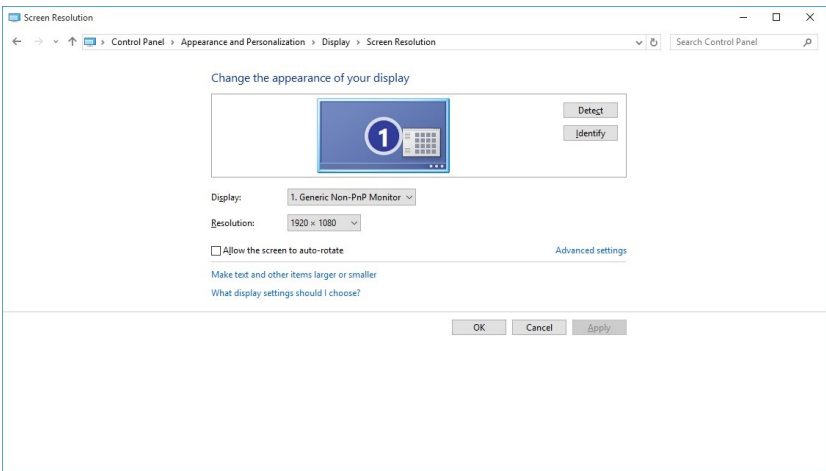 Screen Resolution
Control Panel › Appearance and Personalization › Display › Screen Resolution
Search Control Panel
Change the appearance of your display
1
Detect
Identify
Display: 1. Generic Non-PnP Monitor
Resolution: 1920 × 1080
Allow the screen to auto-rotate Advanced settings
Make text and other items larger or smaller
What display settings should I choose?
OK Cancel Apply